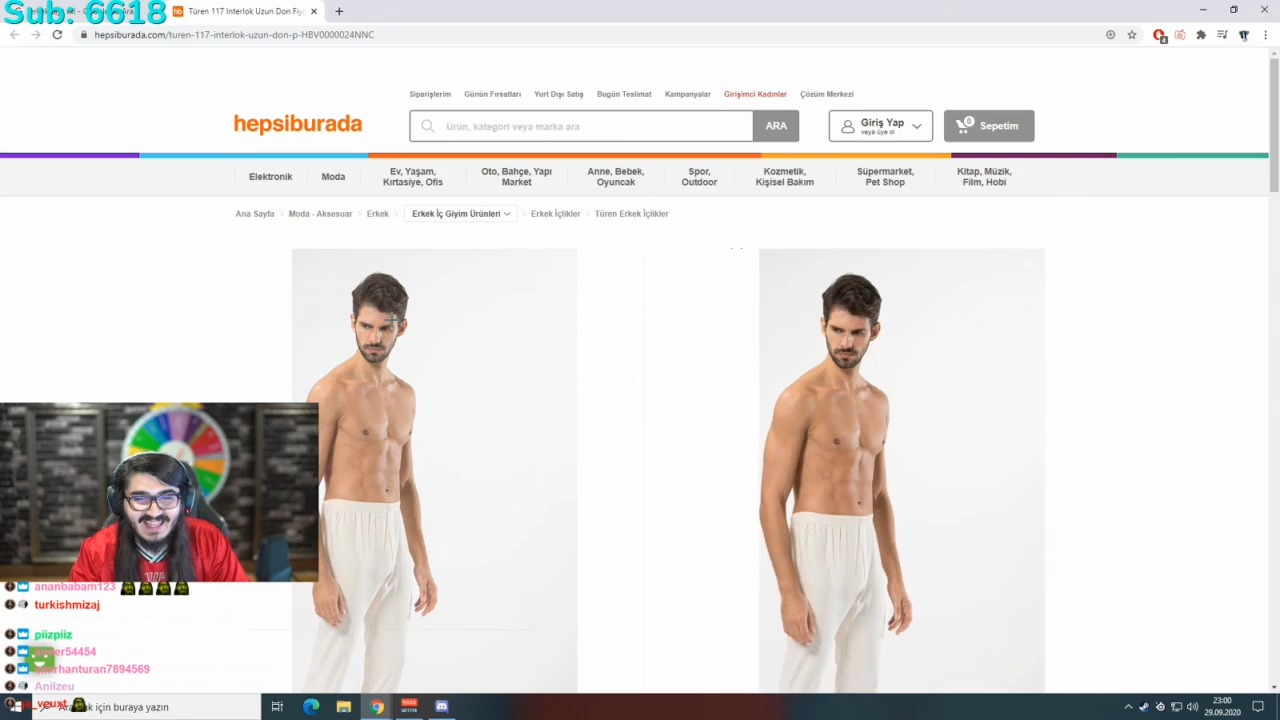 Sub: 6618
Türen 117 Interlok Uzun Don Fiy
hepsiburada.com/turen-117-interlok-uzun-don-p-HBV0000024NNC
4
Siparişlerim Günün Fırsatları Yurt Dışı Satış Bugün Teslimat Kampanyalar Girişimci Kadınlar Çözüm Merkezi
hepsiburada
Ürün, kategori veya marka ara
ARA
Giriş Yap
veya üye ol
0
Sepetim
Elektronik
Moda
Ev, Yaşam,
Kırtasiye, Ofis
Oto, Bahçe, Yapı
Market
Anne, Bebek,
Oyuncak
Spor,
Outdoor
Kozmetik,
Kişisel Bakım
Süpermarket,
Pet Shop
Kitap, Müzik,
Film, Hobi
Ana Sayfa Moda - Aksesuar Erkek Erkek İç Giyim Ürünleri Erkek İçlikler Türen Erkek İçlikler
ananbabam123
turkishmizaj
piizpiiz
Anilzeu
için buraya yazın
23:00
29.09.2020